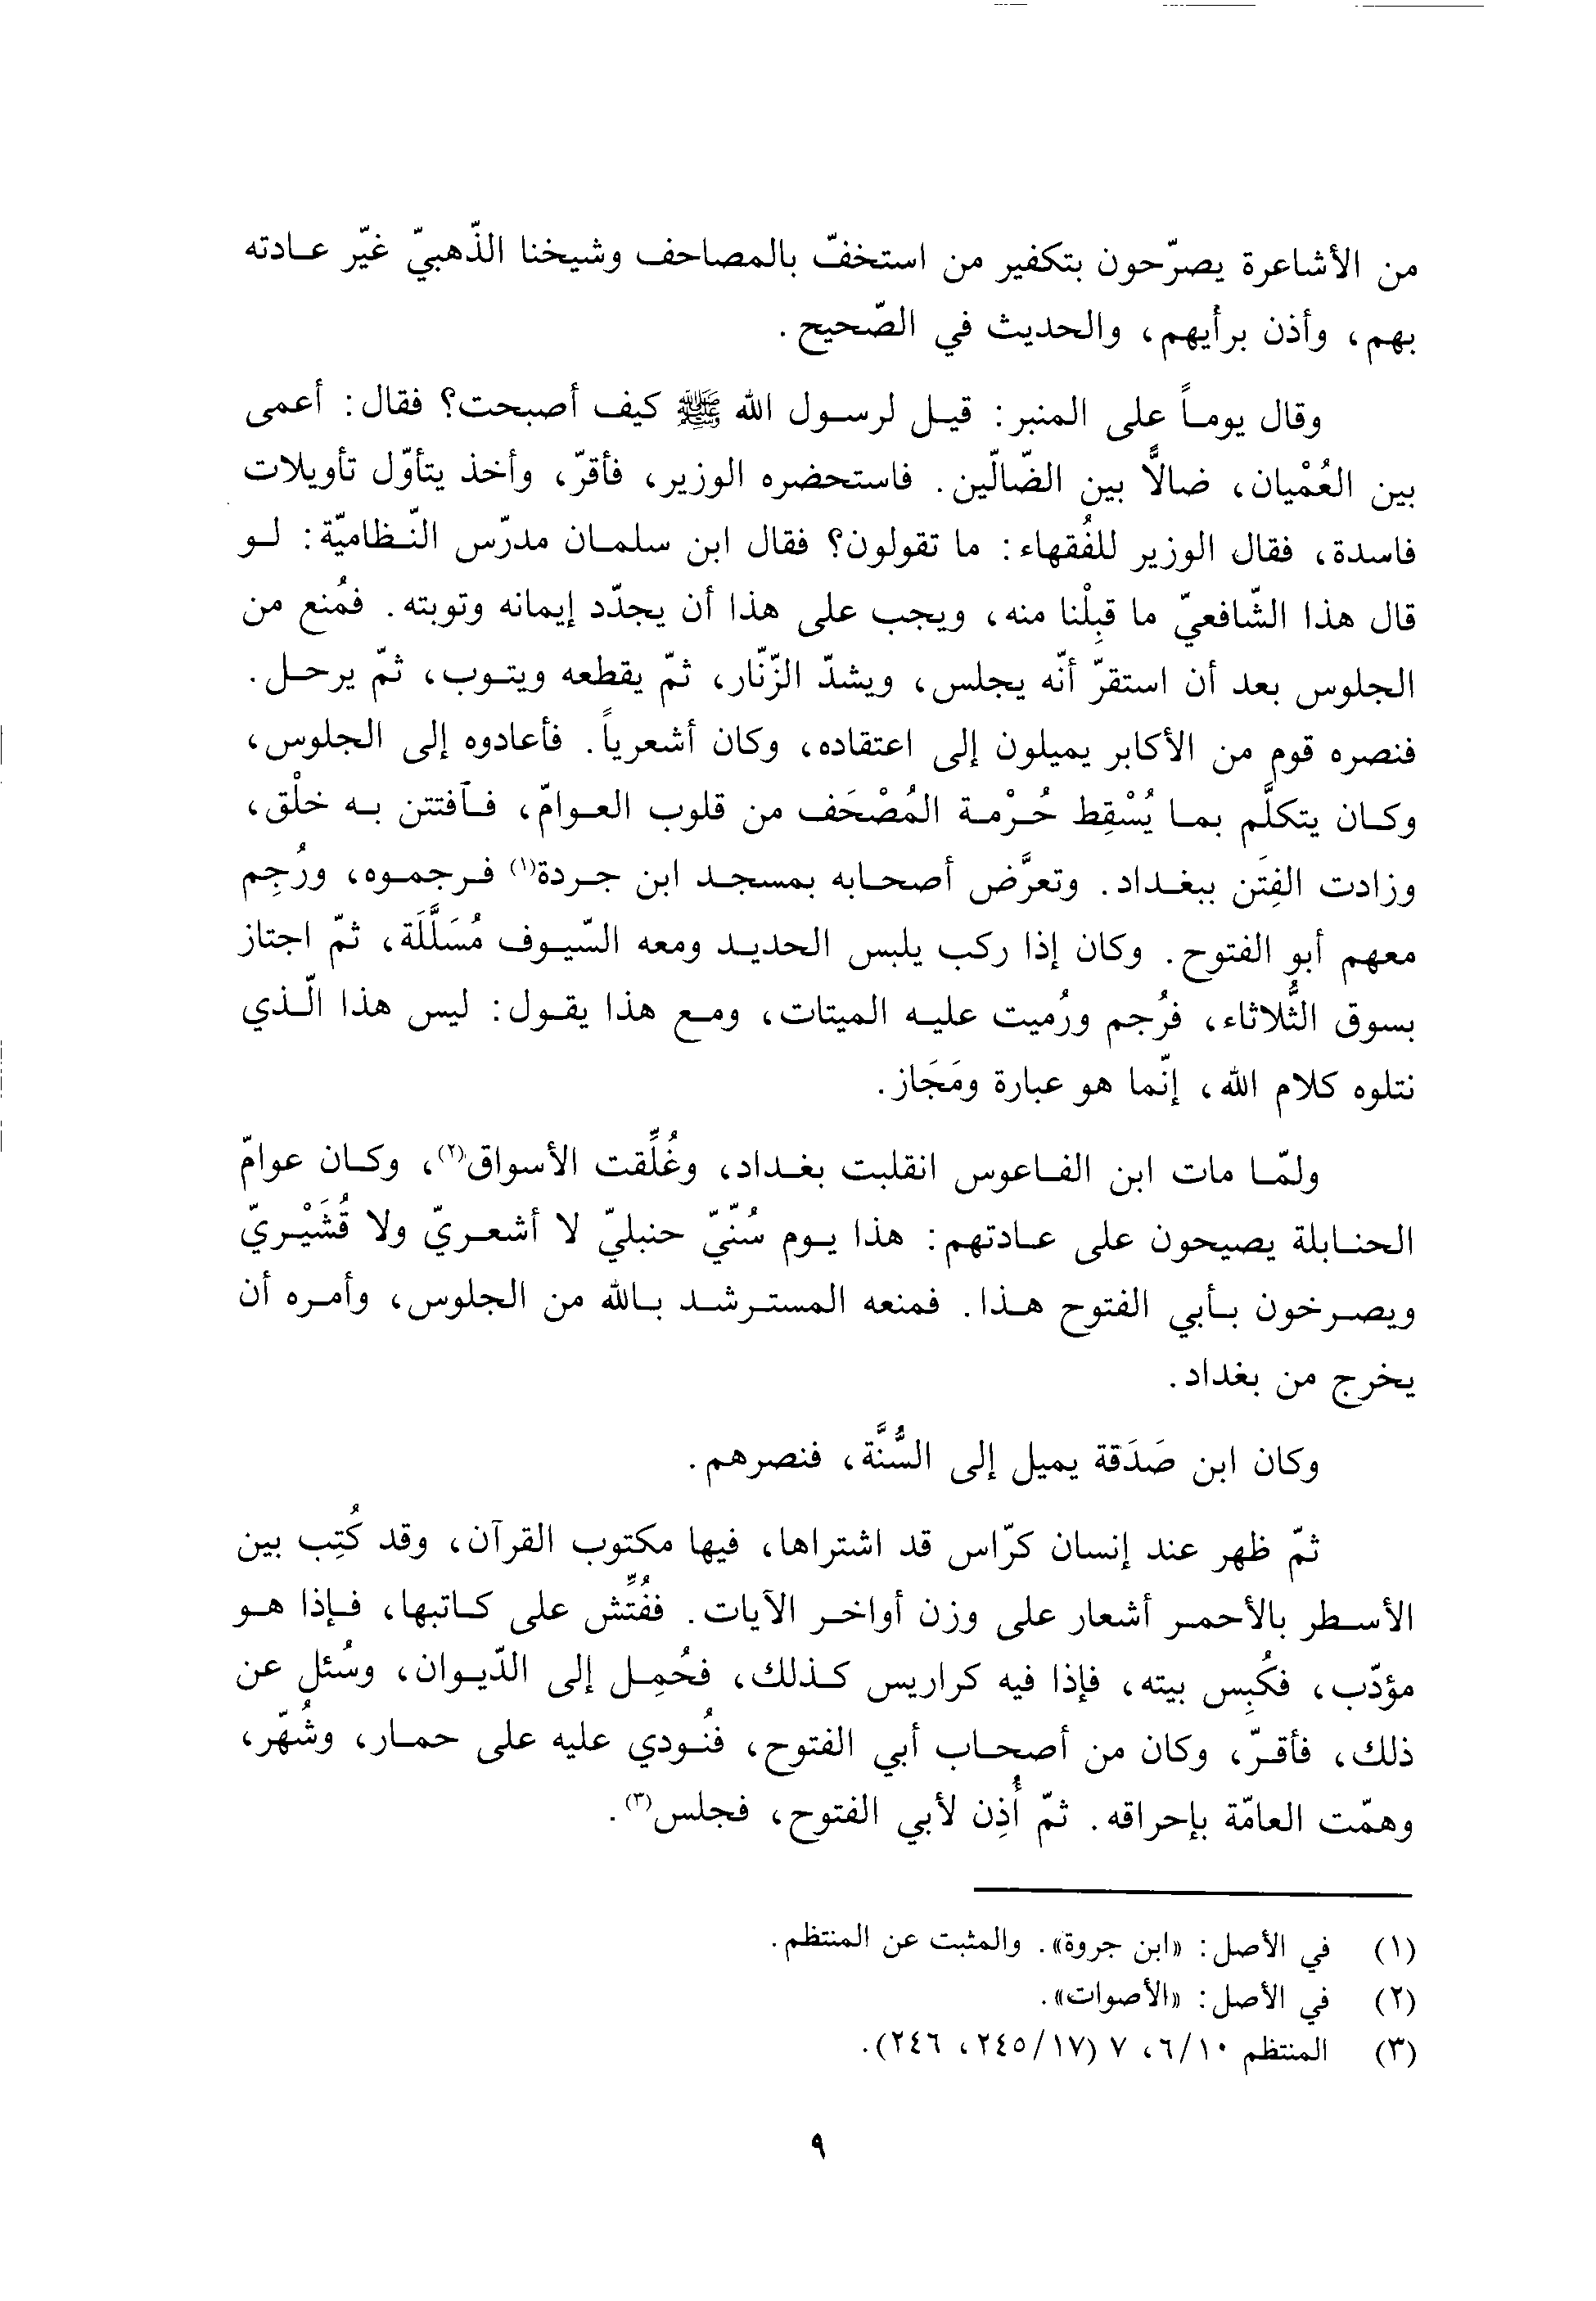 من الأشاعرة يصرّحون بتكفير من استخفّ بالمصاحف وشيخنا الذّهبيّ غيّر عادته
بهم، وأذن برأيهم، والحديث في الصّحيح.
وقال يوماً على المنبر: قيل لرسول الله ﷺ كيف أصبحت؟ فقال: أعمى
بين العُمْيان، ضالاًّ بين الضّالّين. فاستحضره الوزير، فأقرّ، وأخذ يتأوّل تأويلات
فاسدة، فقال الوزير للفُقهاء: ما تقولون؟ فقال ابن سلمان مدرّس النّظاميّة: لو
قال هذا الشّافعيّ ما قبِلْنا منه، ويجب على هذا أن يجدّد إيمانه وتوبته. فمُنع من
الجلوس بعد أن استقرّ أنّه يجلس، ويشدّ الزّنّار، ثمّ يقطعه ويتوب، ثمّ يرحل.
فنصره قوم من الأكابر يميلون إلى اعتقاده، وكان أشعرياً. فأعادوه إلى الجلوس،
وكان يتكلَّم بما يُسْقِط حُرْمة المُصْحَف من قلوب العوامّ، فآفتتن به خلْق،
وزادت الفِتَن ببغداد. وتعرَّض أصحابه بمسجد ابن جردة(١) فرجموه، ورُجِم
معهم أبو الفتوح. وكان إذا ركب يلبس الحديد ومعه السّيوف مُسَلَّلَة، ثمّ اجتاز
بسوق الثُّلاثاء، فرُجم ورُميت عليه الميتات، ومع هذا يقول: ليس هذا الّذي
نتلوه كلام الله، إنّما هو عبارة ومَجَاز.
ولمّا مات ابن الفاعوس انقلبت بغداد، وغُلِّقت الأسواق(٢)، وكان عوامّ
الحنابلة يصيحون على عادتهم: هذا يوم سُنّيّ حنبليّ لا أشعريّ ولا قُشَيْريّ
ويصرخون بأبي الفتوح هذا. فمنعه المسترشد بالله من الجلوس، وأمره أن
يخرج من بغداد.
وكان ابن صَدَقة يميل إلى السُّنَّة، فنصرهم.
ثمّ ظهر عند إنسان كرّاس قد اشتراها، فيها مكتوب القرآن، وقد كُتِب بين
الأسطر بالأحمر أشعار على وزن أواخر الآيات. ففُتِّش على كاتبها، فإذا هو
مؤدّب، فكُبِس بيته، فإذا فيه كراريس كذلك، فحُمِل إلى الدّيوان، وسُئل عن
ذلك، فأقرّ، وكان من أصحاب أبي الفتوح، فنُودي عليه على حمار، وشُهّر،
وهمّت العامّة بإحراقه. ثمّ أُذِن لأبي الفتوح، فجلس(٣).
(١) في الأصل: «ابن جروة». والمثبت عن المنتظم.
(٢) في الأصل: «الأصوات».
(٣) المنتظم ٦/١٠، ٧ (٢٤٥/١٧، ٢٤٦).
٩